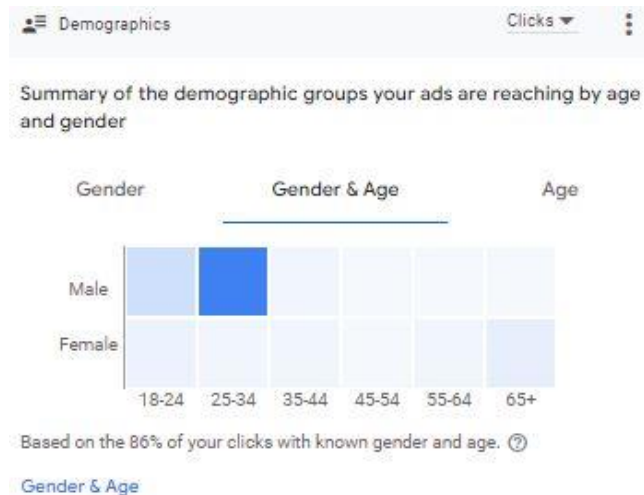 Demographics Clicks
Summary of the demographic groups your ads are reaching by age
and gender
Gender Gender & Age Age
Male
Female
18-24 25-34 35-44 45-54 55-64 65+
Based on the 86% of your clicks with known gender and age.
Gender & Age